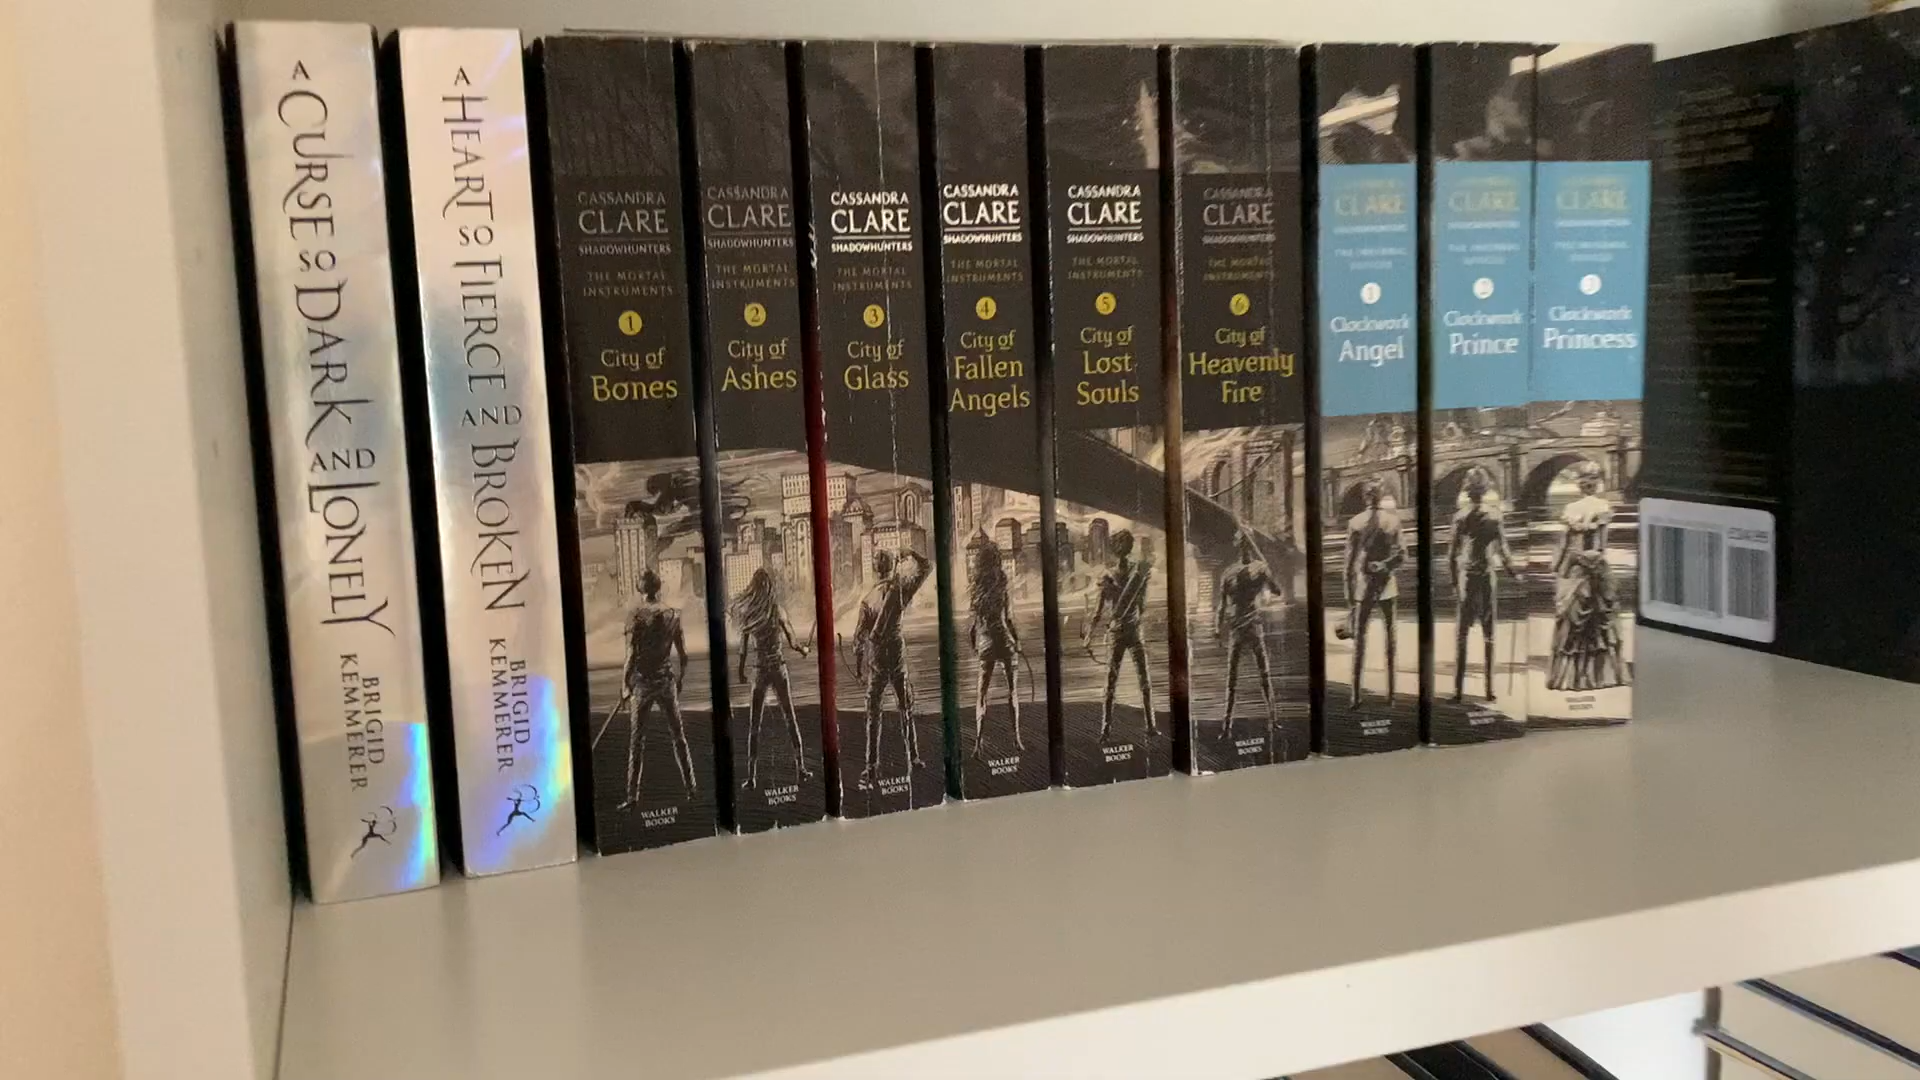 A CURSE SO DARK AND LONELY
BRIGID
KEMMERER
A HEART SO FIERCE AND BROKEN
BRIGID
KEMMERER
CASSANDRA
CLARE
SHADOWHUNTERS
THE MORTAL
INSTRUMENTS
1
City of
Bones
WALKER
BOOKS
CASSANDRA
CLARE
SHADOWHUNTERS
THE MORTAL
INSTRUMENTS
2
City of
Ashes
WALKER
BOOKS
CASSANDRA
CLARE
SHADOWHUNTERS
THE MORTAL
INSTRUMENTS
3
City of
Glass
WALKER
BOOKS
CASSANDRA
CLARE
SHADOWHUNTERS
THE MORTAL
INSTRUMENTS
4
City of
Fallen
Angels
WALKER
BOOKS
CASSANDRA
CLARE
SHADOWHUNTERS
THE MORTAL
INSTRUMENTS
5
City of
Lost
Souls
WALKER
BOOKS
CASSANDRA
CLARE
SHADOWHUNTERS
THE MORTAL
INSTRUMENTS
6
City of
Heavenly
Fire
WALKER
BOOKS
CLARE
1
Clockwork
Angel
WALKER
BOOKS
CLARE
2
Clockwork
Prince
CLARE
3
Clockwork
Princess
WALKER
BOOKS